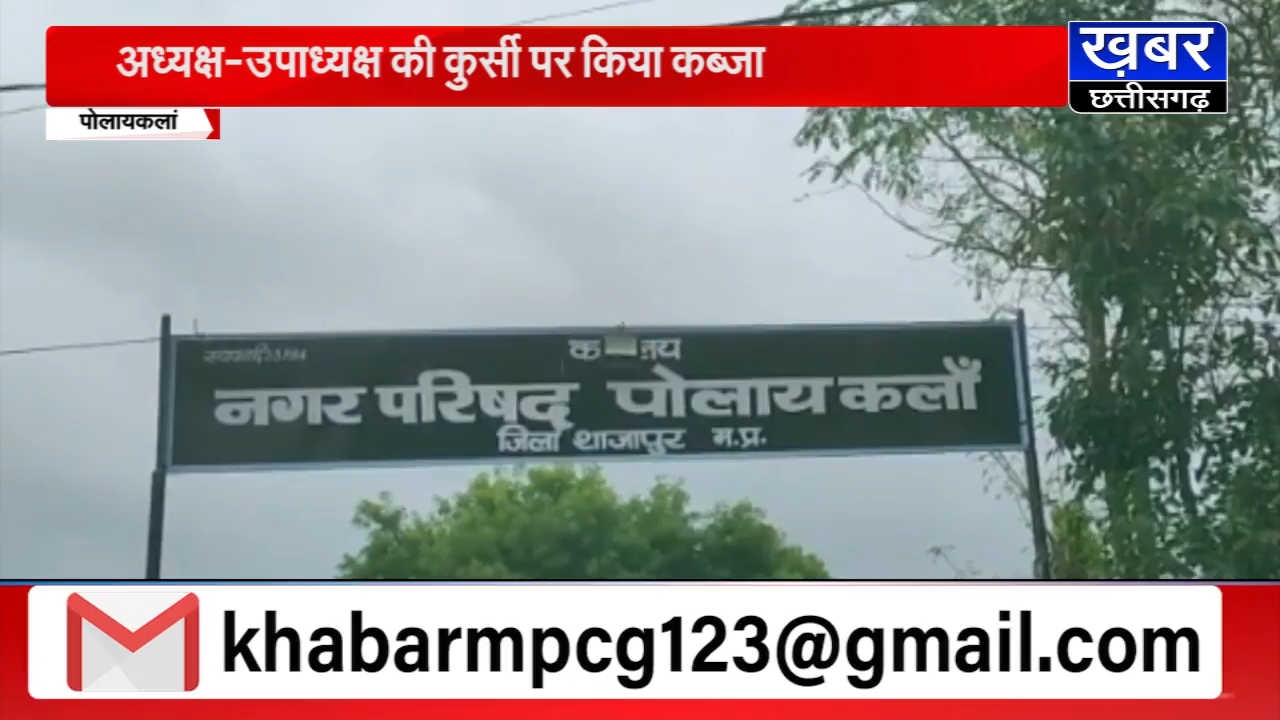 अध्यक्ष-उपाध्यक्ष की कुर्सी पर किया कब्जा
ख़बर
छत्तीसगढ़
पोलायकलां
नगर परिषद् पोलाय कलाँ
जिला शाजापुर म.प्र.
khabarmpcg123@gmail.com